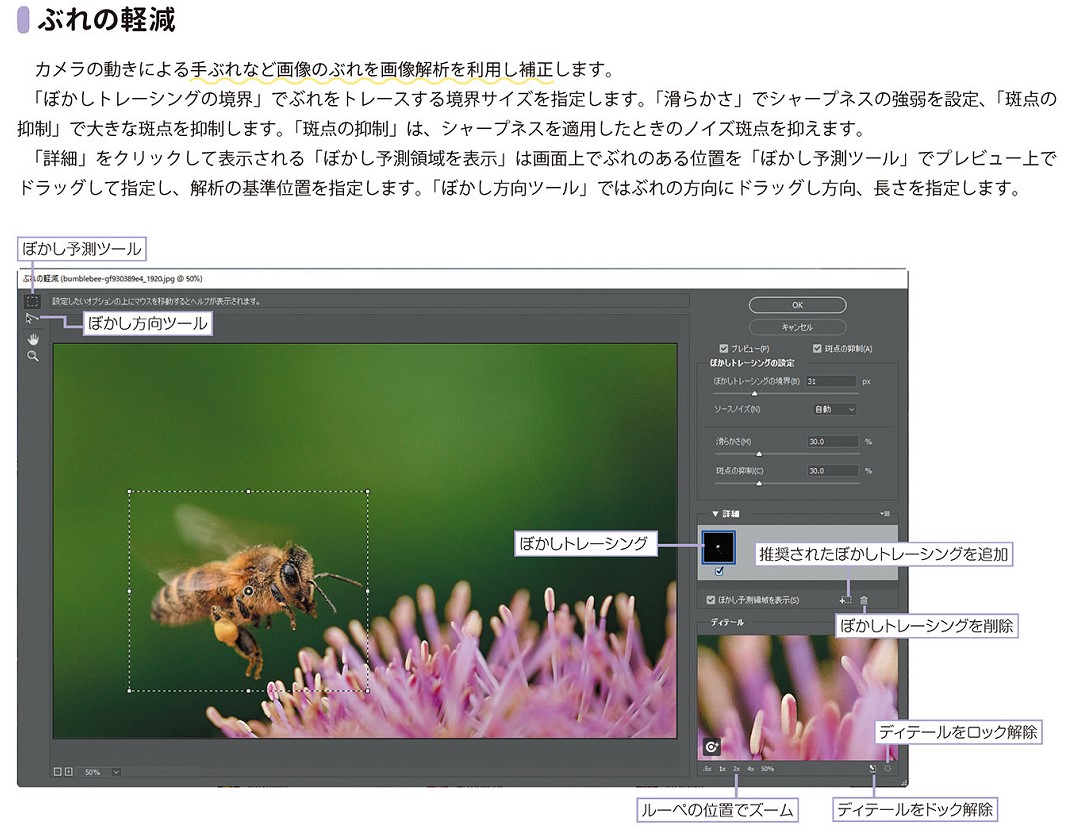 ぶれの軽減
カメラの動きによる手ぶれなど画像のぶれを画像解析を利用し補正します。
「ぼかしトレーシングの境界」でぶれをトレースする境界サイズを指定します。「滑らかさ」でシャープネスの強弱を設定、「斑点の
抑制」で大きな斑点を抑制します。「斑点の抑制」は、シャープネスを適用したときのノイズ斑点を抑えます。
「詳細」をクリックして表示される「ぼかし予測領域を表示」は画面上でぶれのある位置を「ぼかし予測ツール」でプレビュー上で
ドラッグして指定し、解析の基準位置を指定します。「ぼかし方向ツール」ではぶれの方向にドラッグし方向、長さを指定します。
ぼかし予測ツール
ぶれの軽減 (bumblebee-gf930389e4_1920.jpg @ 50%)
設定したいオプションの上にマウスを移動するとヘルプが表示されます。
ぼかし方向ツール
OK
キャンセル
プレビュー(P)
斑点の抑制(A)
ぼかしトレーシングの設定
ぼかしトレーシングの境界(B) 31 px
ソースノイズ(N) 自動
滑らかさ(M) 30.0 %
斑点の抑制(C) 30.0 %
▼ 詳細
ぼかしトレーシング
推奨されたぼかしトレーシングを追加
ぼかし予測領域を表示(S)
ぼかしトレーシングを削除
ディテール
ディテールをロック解除
50%
.5x 1x 2x 4x 50%
ルーペの位置でズーム
ディテールをドック解除